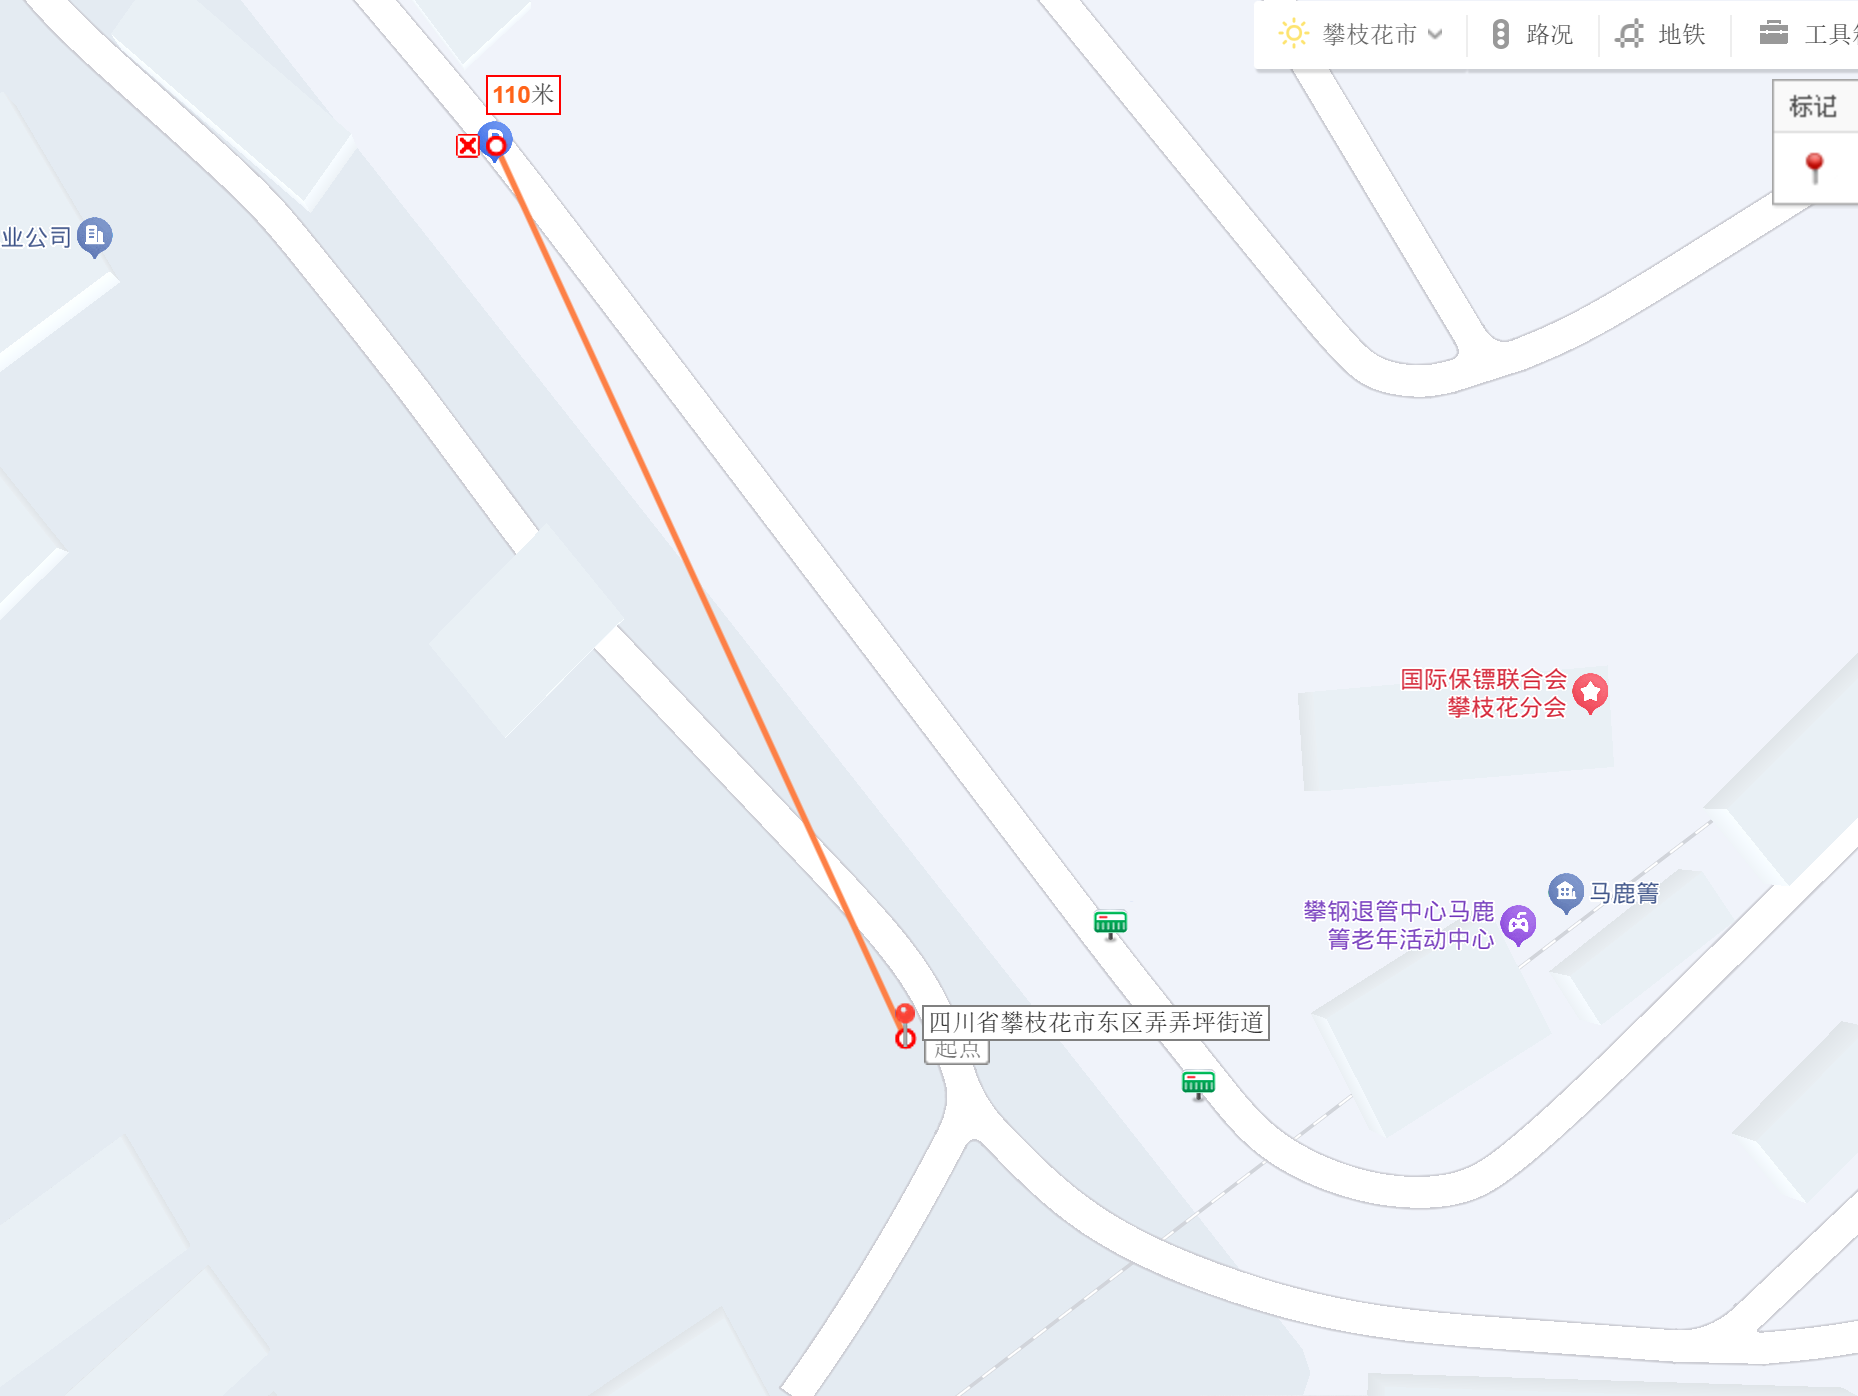 攀枝花市
路况
地铁
工具
标记
110米
业公司
国际保镖联合会
攀枝花分会
马鹿箐
攀钢退管中心马鹿
箐老年活动中心
四川省攀枝花市东区弄弄坪街道
起点